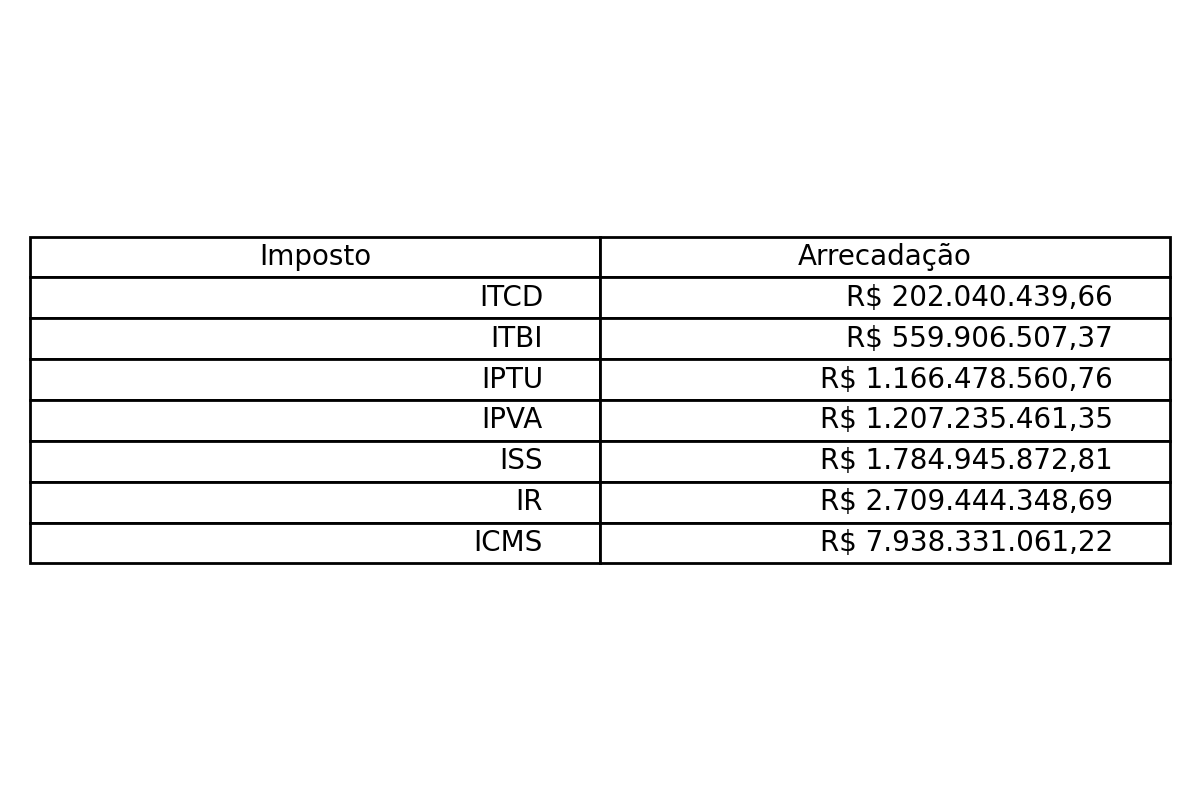 Imposto Arrecadação
ITCD R$ 202.040.439,66
ITBI R$ 559.906.507,37
IPTU R$ 1.166.478.560,76
IPVA R$ 1.207.235.461,35
ISS R$ 1.784.945.872,81
IR R$ 2.709.444.348,69
ICMS R$ 7.938.331.061,22